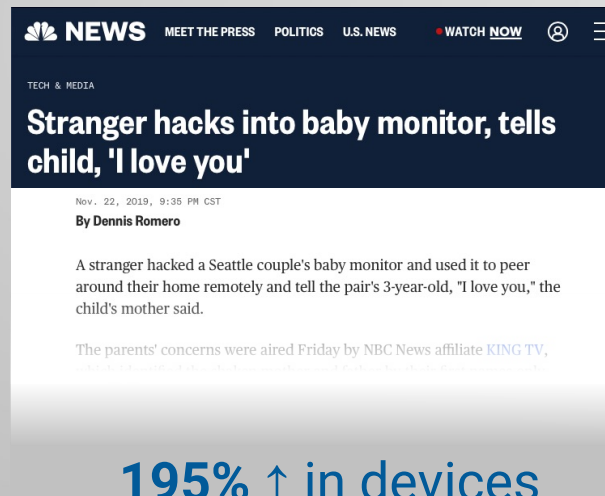 NEWS MEET THE PRESS POLITICS U.S. NEWS WATCH NOW
TECH & MEDIA
Stranger hacks into baby monitor, tells
child, 'I love you'
Nov. 22, 2019, 9:35 PM CST
By Dennis Romero
A stranger hacked a Seattle couple's baby monitor and used it to peer
around their home remotely and tell the pair's 3-year-old, "I love you," the
child's mother said.
The parents' concerns were aired Friday by NBC News affiliate KING TV,
195% ↑ in devices